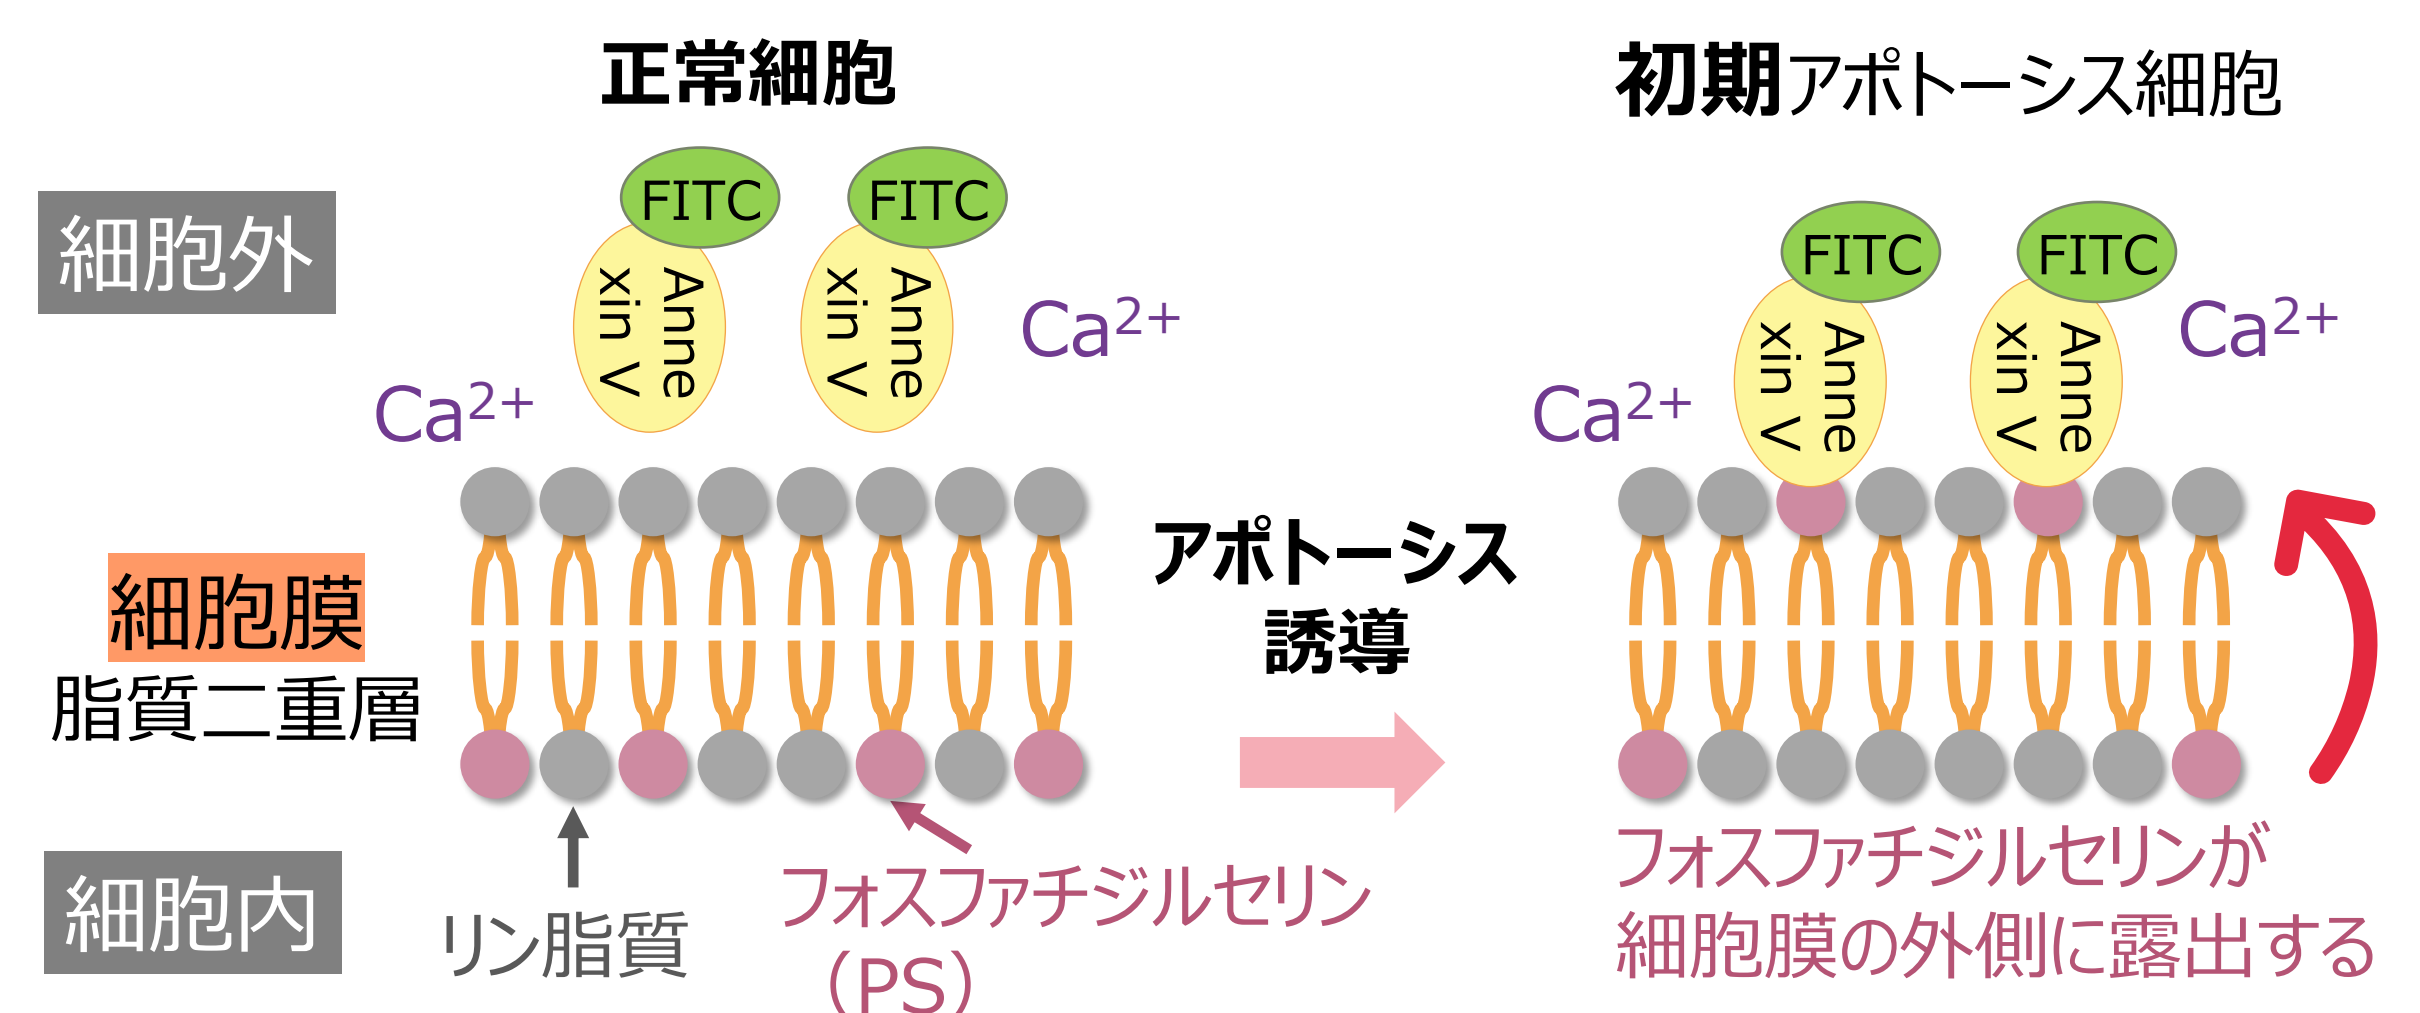 正常細胞
初期アポトーシス細胞
細胞外
FITC
Anne
xin V
FITC
Anne
xin V
Ca2+
Ca2+
FITC
Anne
xin V
FITC
Anne
xin V
Ca2+
Ca2+
細胞膜
脂質二重層
アポトーシス
誘導
細胞内
リン脂質
フォスファチジルセリン
（PS）
フォスファチジルセリンが
細胞膜の外側に露出する